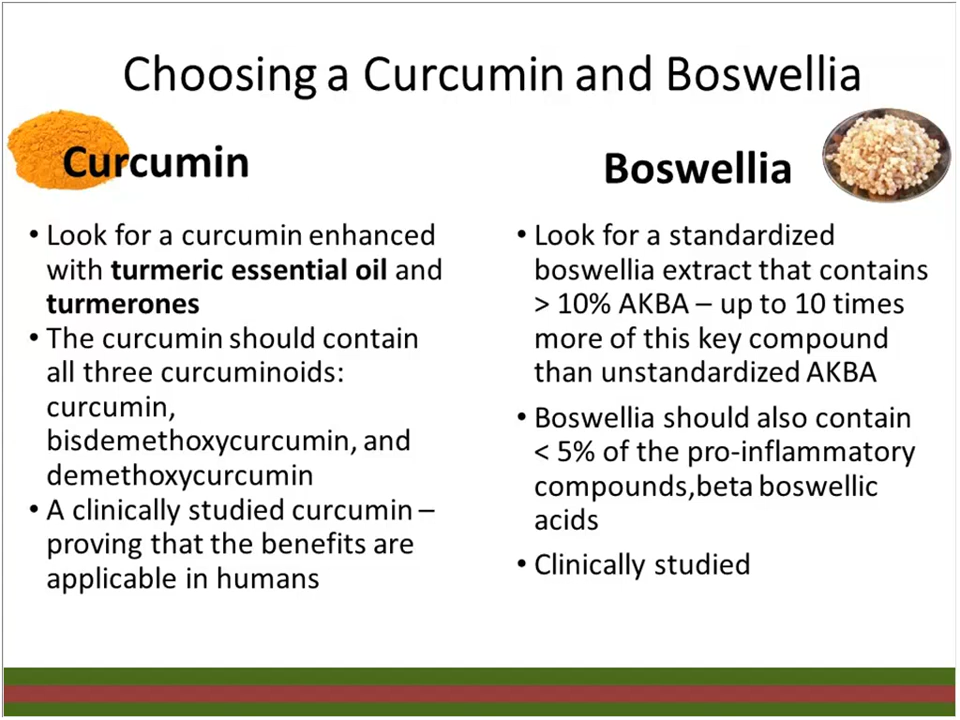 Choosing a Curcumin and Boswellia
Curcumin
• Look for a curcumin enhanced
with turmeric essential oil and
turmerones
• The curcumin should contain
all three curcuminoids:
curcumin,
bisdemethoxycurcumin, and
demethoxycurcumin
• A clinically studied curcumin –
proving that the benefits are
applicable in humans
Boswellia
• Look for a standardized
boswellia extract that contains
> 10% AKBA – up to 10 times
more of this key compound
than unstandardized AKBA
• Boswellia should also contain
< 5% of the pro-inflammatory
compounds,beta boswellic
acids
• Clinically studied